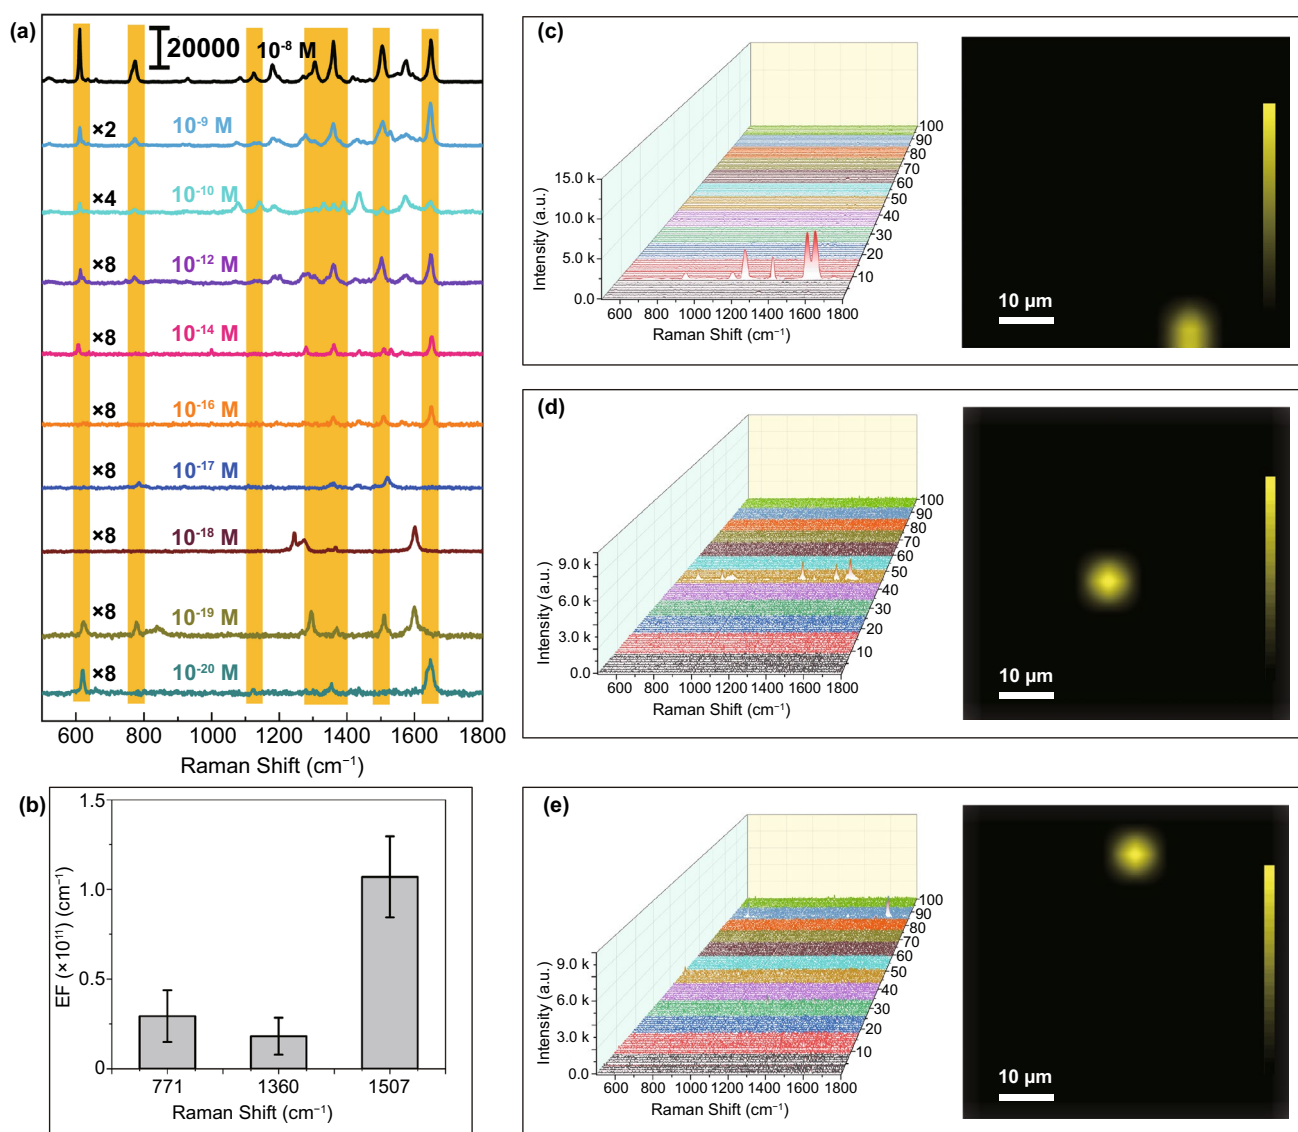 (a)
20000
10⁻⁸ M
×2
10⁻⁹ M
×4
10⁻¹⁰ M
×8
10⁻¹² M
×8
10⁻¹⁴ M
×8
10⁻¹⁶ M
×8
10⁻¹⁷ M
×8
10⁻¹⁸ M
×8
10⁻¹⁹ M
×8
10⁻²⁰ M
600 800 1000 1200 1400 1600 1800
Raman Shift (cm⁻¹)
(b)
EF (×10¹¹) (cm⁻¹)
1.5
1.0
0.5
0
771 1360 1507
Raman Shift (cm⁻¹)
(c)
Intensity (a.u.)
15.0 k
10.0 k
5.0 k
0.0
600 800 1000 1200 1400 1600 1800
Raman Shift (cm⁻¹)
100
90
80
70
60
50
40
30
20
10
10 µm
(d)
Intensity (a.u.)
9.0 k
6.0 k
3.0 k
0.0
600 800 1000 1200 1400 1600 1800
Raman Shift (cm⁻¹)
100
90
80
70
60
50
40
30
20
10
10 µm
(e)
Intensity (a.u.)
9.0 k
6.0 k
3.0 k
0.0
600 800 1000 1200 1400 1600 1800
Raman Shift (cm⁻¹)
100
90
80
70
60
50
40
30
20
10
10 µm